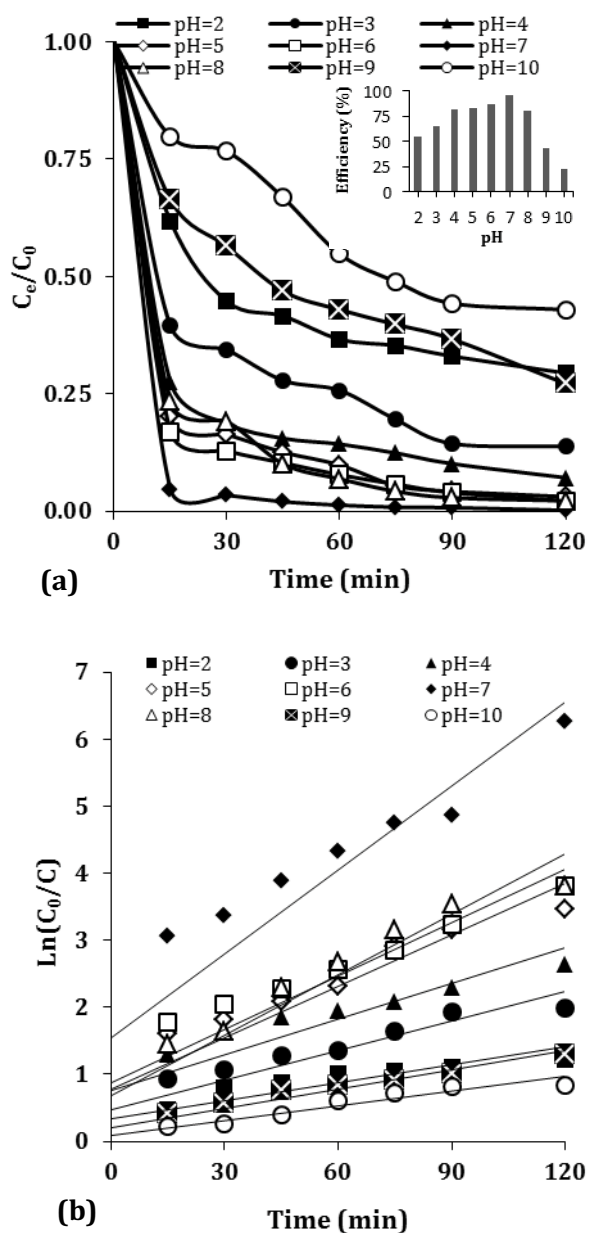 pH=2 pH=3 pH=4
pH=5 pH=6 pH=7
pH=8 pH=9 pH=10
1.00
0.75
0.50
0.25
0.00
Ce/C0
0 30 60 90 120
Time (min)
(a)
100
75
50
25
0
Efficiency (%)
2 3 4 5 6 7 8 9 10
pH
pH=2 pH=3 pH=4
pH=5 pH=6 pH=7
pH=8 pH=9 pH=10
7
6
5
4
3
2
1
0
Ln(C0/C)
0 30 60 90 120
Time (min)
(b)